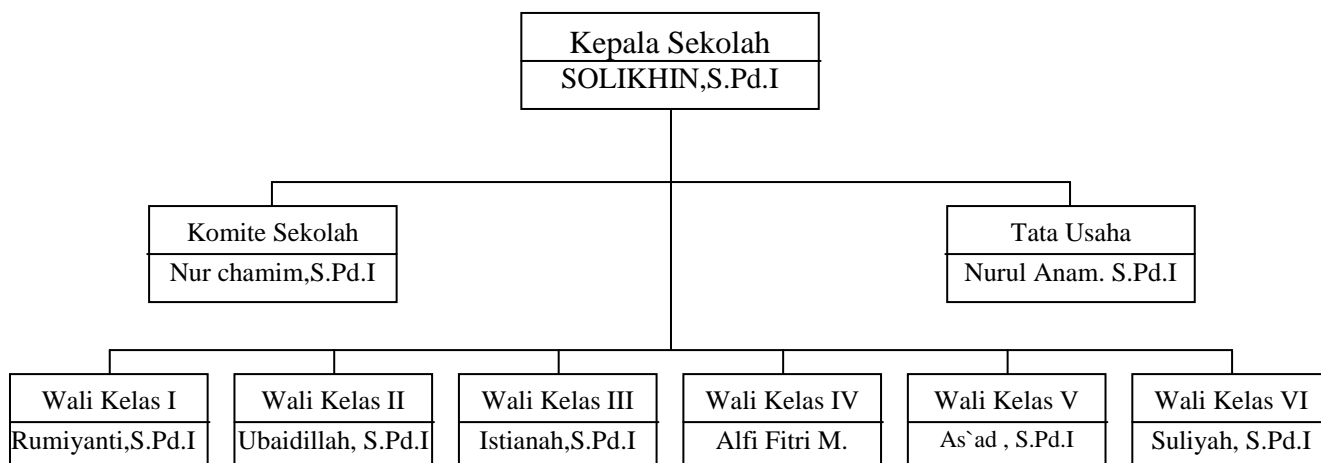 Kepala Sekolah
SOLIKHIN,S.Pd.I
Komite Sekolah
Nur chamim,S.Pd.I
Tata Usaha
Nurul Anam. S.Pd.I
Wali Kelas I
Rumiyanti,S.Pd.I
Wali Kelas II
Ubaidillah, S.Pd.I
Wali Kelas III
Istianah,S.Pd.I
Wali Kelas IV
Alfi Fitri M.
Wali Kelas V
As`ad , S.Pd.I
Wali Kelas VI
Suliyah, S.Pd.I